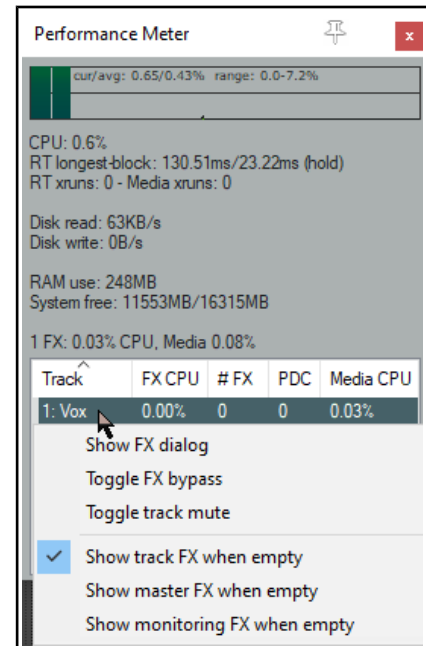 Performance Meter
x
cur/avg: 0.65/0.43% range: 0.0-7.2%
CPU: 0.6%
RT longest-block: 130.51ms/23.22ms (hold)
RT xruns: 0 - Media xruns: 0
Disk read: 63KB/s
Disk write: 0B/s
RAM use: 248MB
System free: 11553MB/16315MB
1 FX: 0.03% CPU, Media 0.08%
Track FX CPU # FX PDC Media CPU
1: Vox 0.00% 0 0 0.03%
Show FX dialog
Toggle FX bypass
Toggle track mute
Show track FX when empty
Show master FX when empty
Show monitoring FX when empty